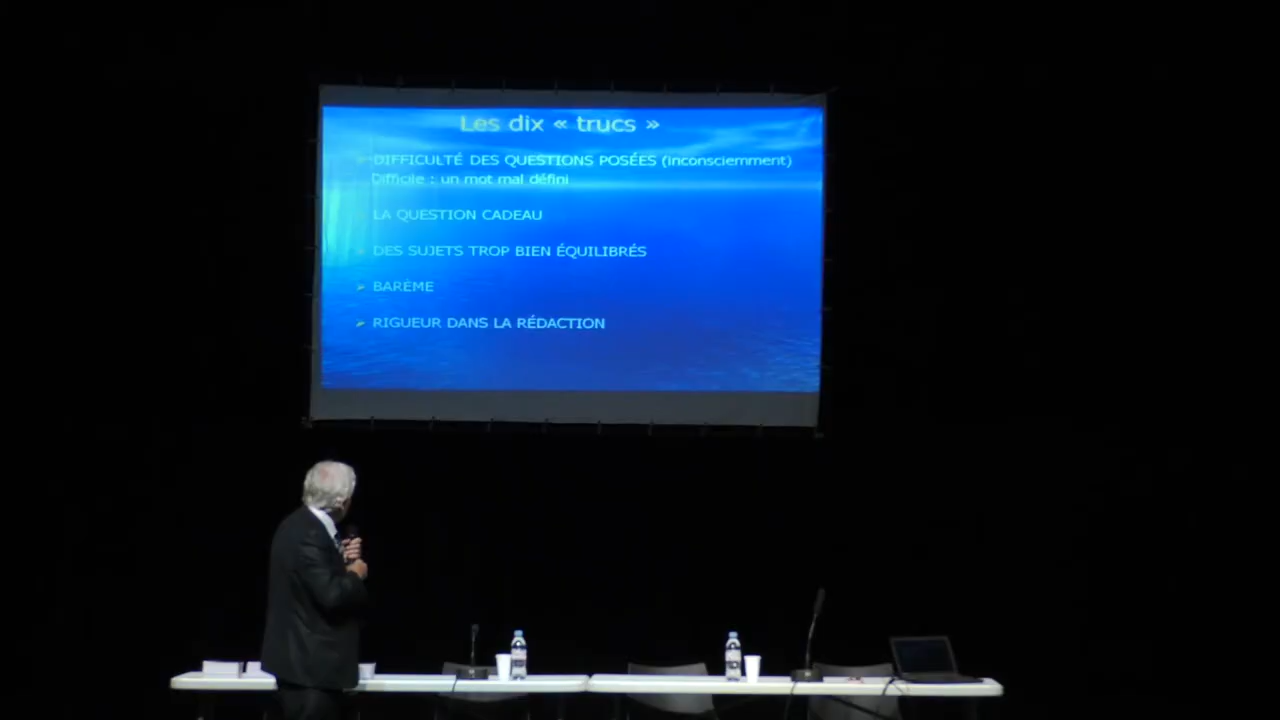 Les dix « trucs »
DIFFICULTÉ DES QUESTIONS POSÉES (inconsciemment)
Difficile : un mot mal défini
LA QUESTION CADEAU
DES SUJETS TROP BIEN ÉQUILIBRÉS
BARÈME
RIGUEUR DANS LA RÉDACTION